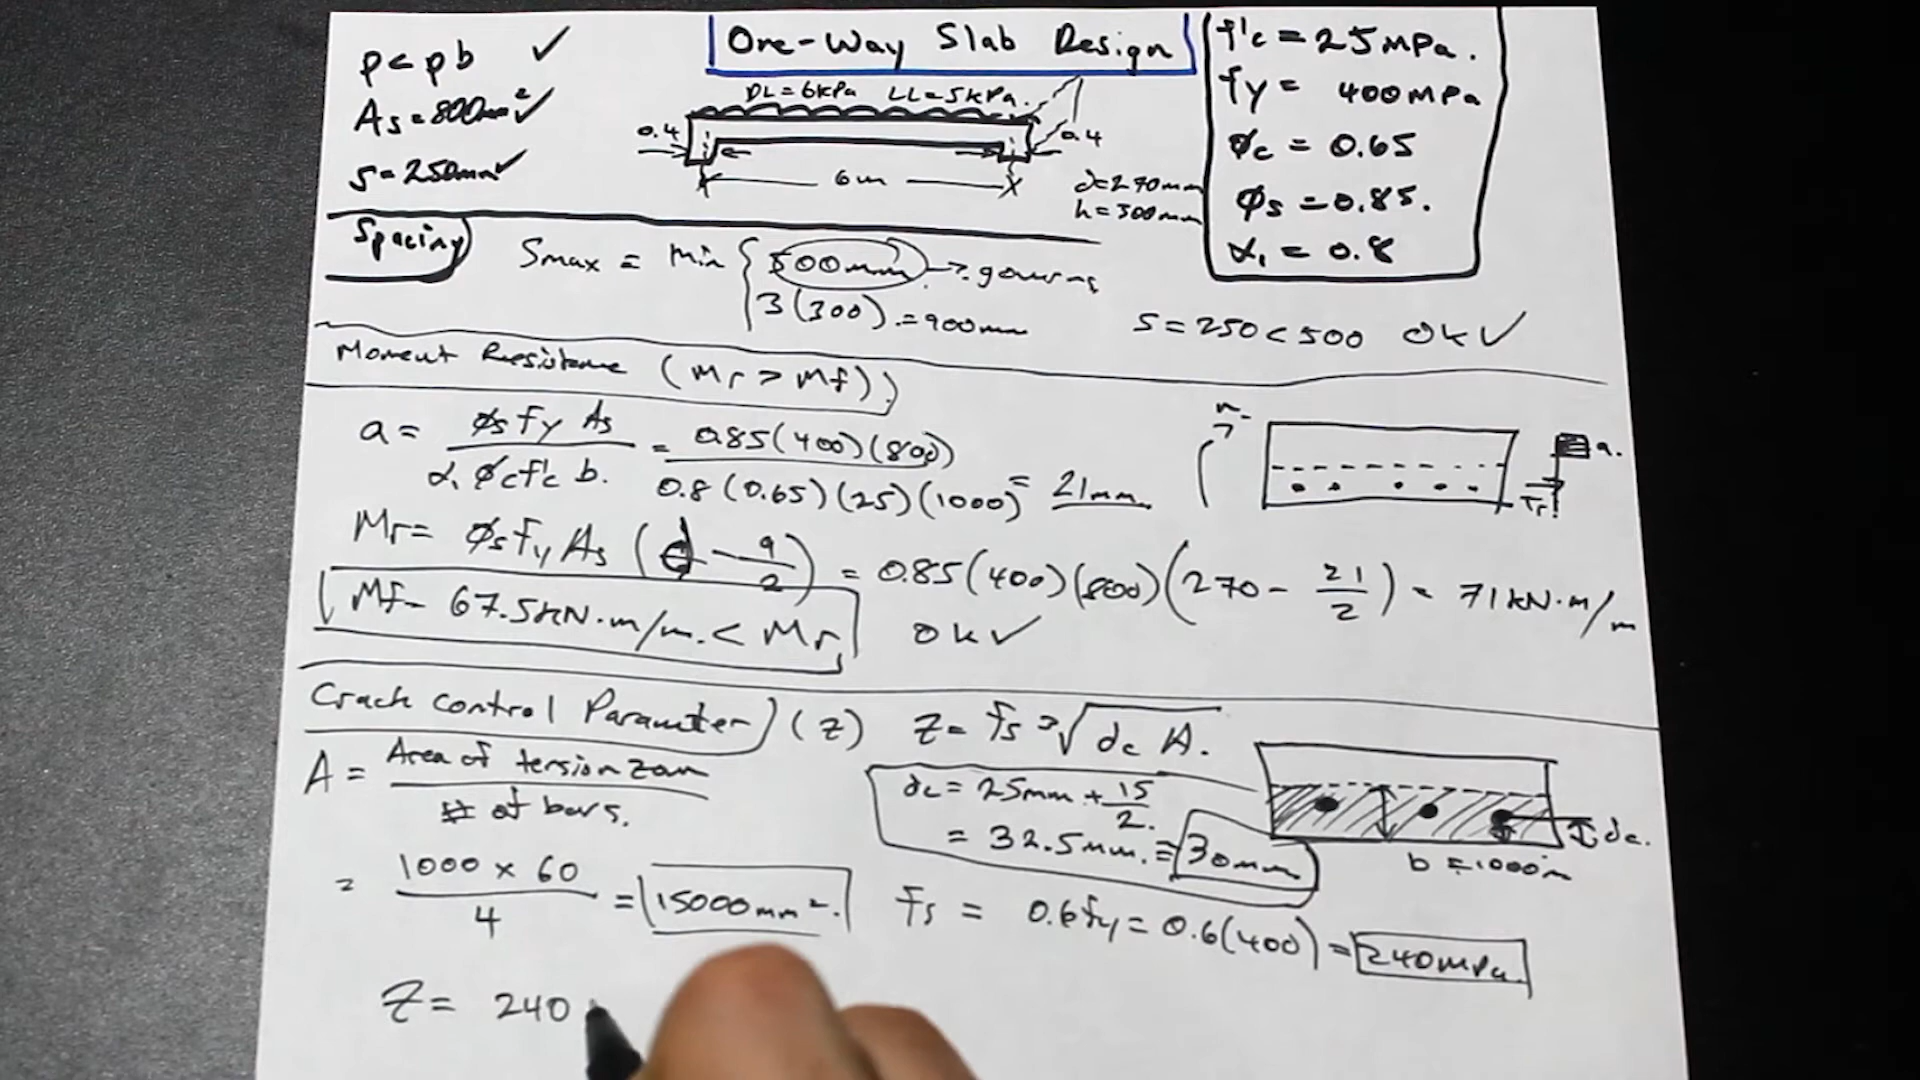 ρ < ρb ✓
As = 800mm² ✓
s = 250mm ✓
One-Way Slab Design
DL = 6kPa LL = 5kPa.
0.4
0.4
6m
d = 270mm
h = 300mm
f'c = 25MPa.
fy = 400MPa
φc = 0.65
φs = 0.85.
α₁ = 0.8
Spacing
Smax = min { 500mm → governs
3(300) = 900mm
s = 250 < 500 ok ✓
Moment Resistance (Mr > Mf)
a = φs fy As / α₁ φc f'c b. = 0.85(400)(800) / 0.8(0.65)(25)(1000) = 21mm
a.
Tr
Mr = φs fy As (d - a/2) = 0.85(400)(800)(270 - 21/2) = 71kN·m/m
Mf = 67.5kN·m/m. < Mr ok ✓
Crack Control Parameter (z) Z = fs ³√dc A.
A = Area of tension zone / # of bars.
dc = 25mm + 15/2.
= 32.5mm. ≅ 30mm
dc.
b = 1000m
= 1000 x 60 / 4 = 15000mm².
fs = 0.6fy = 0.6(400) = 240MPa.
Z = 240